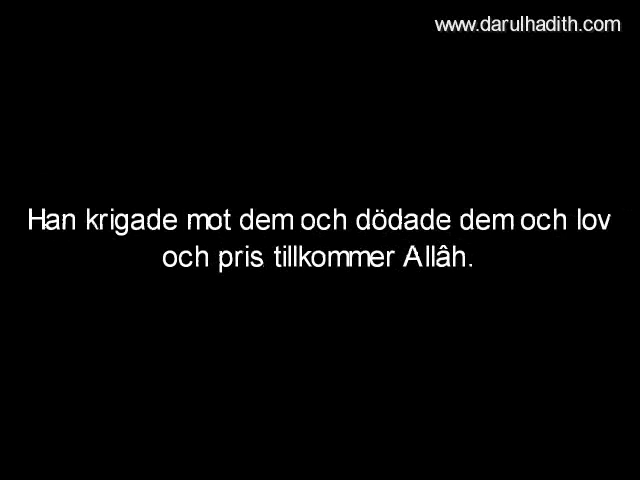 www.darulhadith.com
Han krigade mot dem och dödade dem och lov
och pris tillkommer Allâh.